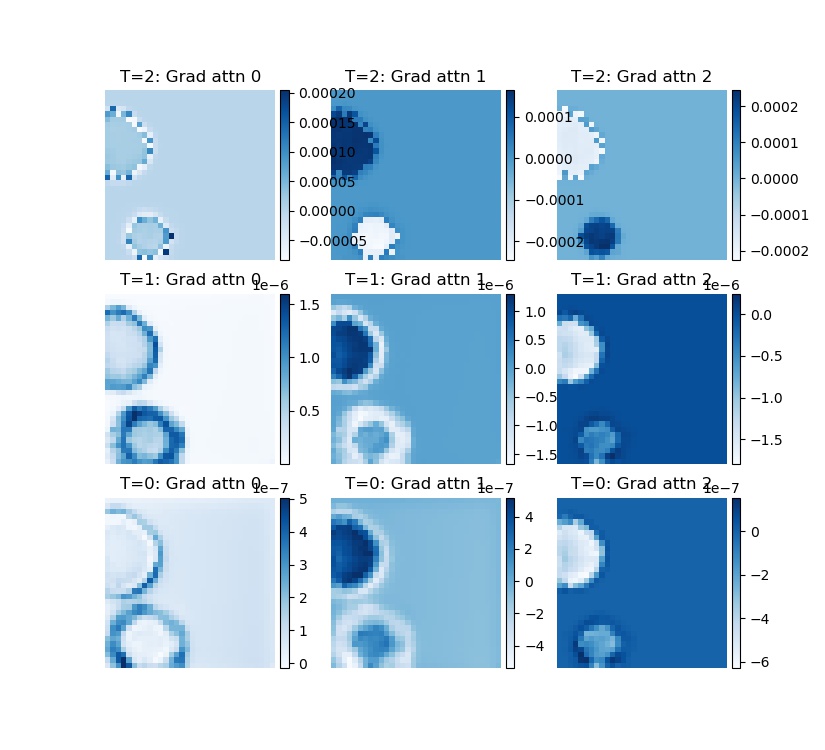 T=2: Grad attn 0
0.00020
0.00015
0.00010
0.00005
0.00000
−0.00005
T=2: Grad attn 1
0.0001
0.0000
−0.0001
−0.0002
T=2: Grad attn 2
0.0002
0.0001
0.0000
−0.0001
−0.0002
T=1: Grad attn 0
1e−6
1.5
1.0
0.5
T=1: Grad attn 1
1e−6
1.0
0.5
0.0
−0.5
−1.0
−1.5
T=1: Grad attn 2
1e−6
0.0
−0.5
−1.0
−1.5
T=0: Grad attn 0
1e−7
5
4
3
2
1
0
T=0: Grad attn 1
1e−7
4
2
0
−2
−4
T=0: Grad attn 2
1e−7
0
−2
−4
−6